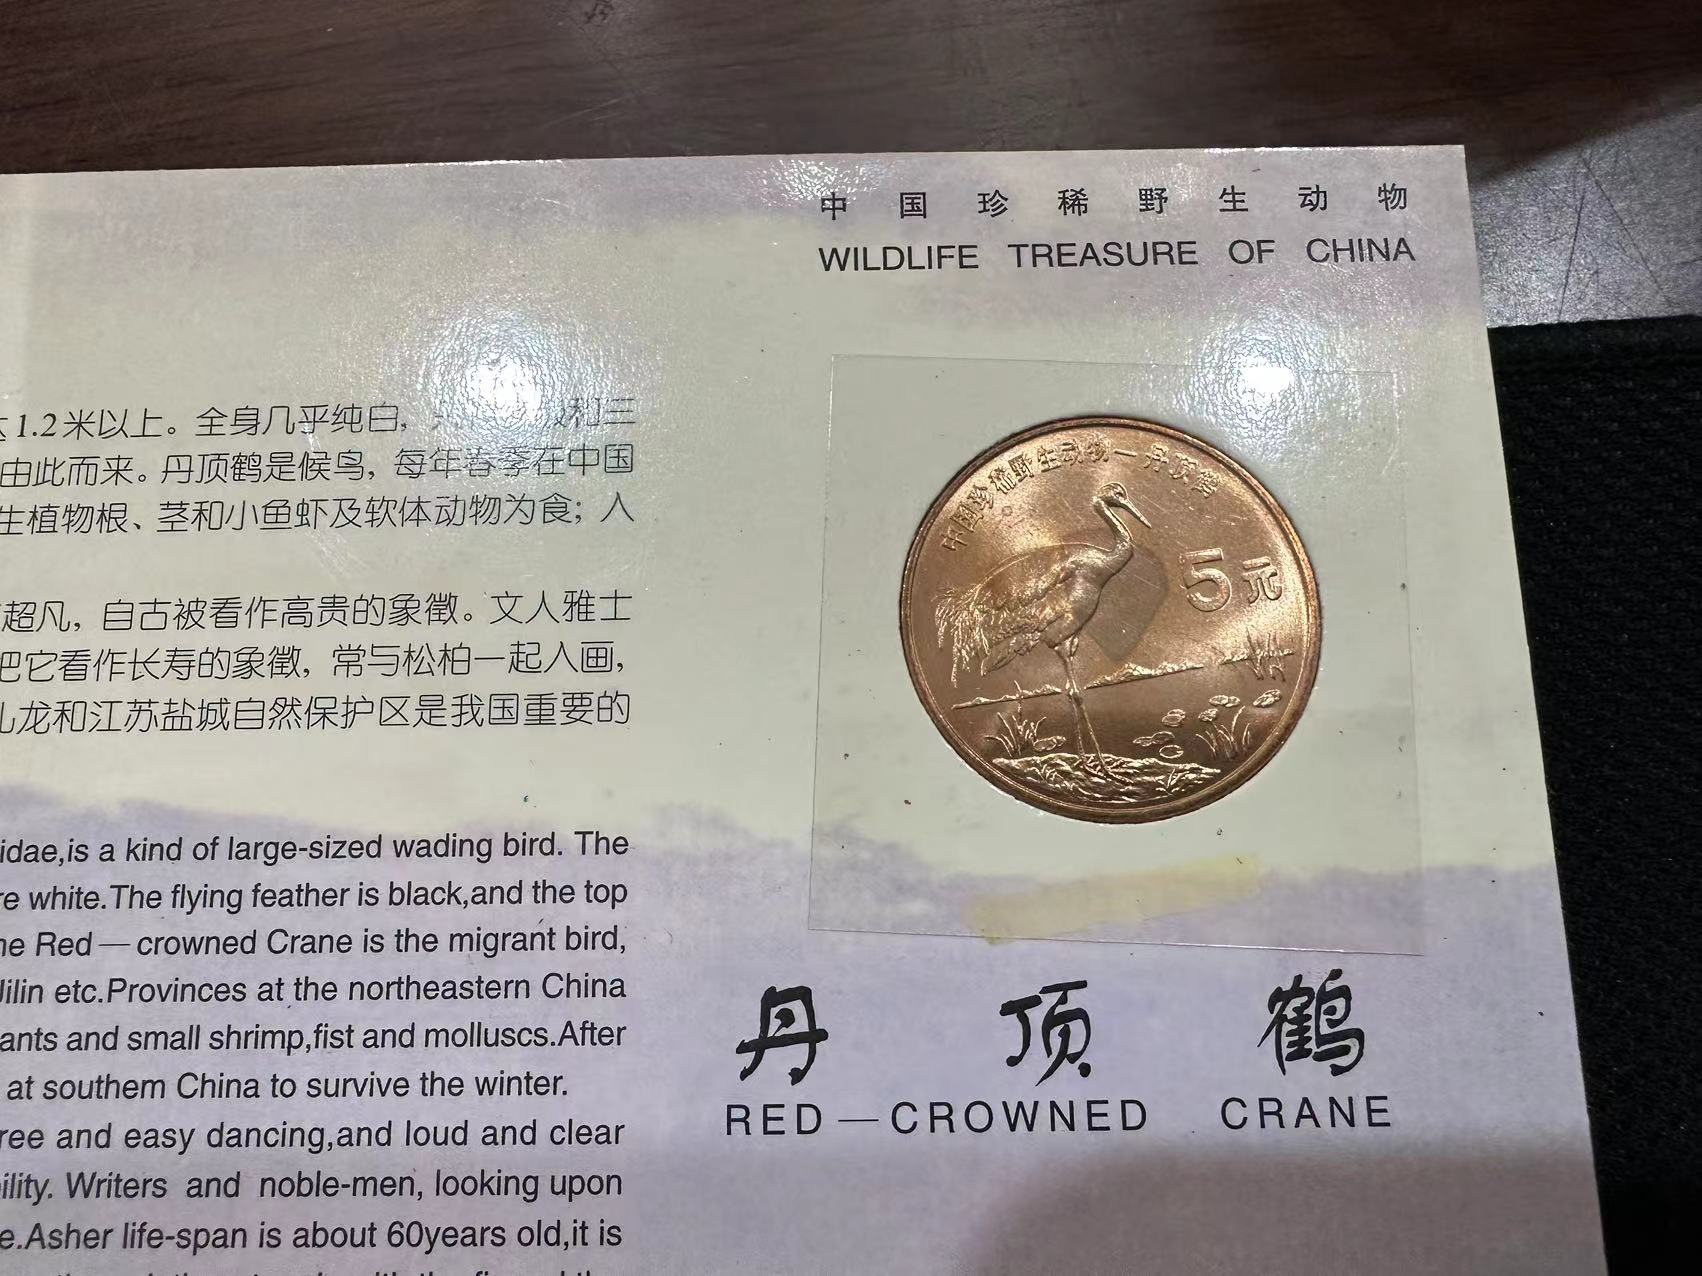 中国珍稀野生动物
WILDLIFE TREASURE OF CHINA
1.2米以上。全身几乎纯白,
和三
由此而来。丹顶鹤是候鸟,每年春季在中国
生植物根、茎和小鱼虾及软体动物为食;人
超凡,自古被看作高贵的象徵。文人雅士
把它看作长寿的象徵,常与松柏一起入画,
龙和江苏盐城自然保护区是我国重要的
idae,is a kind of large-sized wading bird. The
re white.The flying feather is black,and the top
ne Red—crowned Crane is the migrant bird,
Jilin etc.Provinces at the northeastern China
ants and small shrimp,fist and molluscs.After
at southem China to survive the winter.
ree and easy dancing,and loud and clear
bility. Writers and noble-men, looking upon
e.Asher life-span is about 60years old,it is
中国珍稀野生动物—丹顶鹤
5元
丹顶鹤
RED—CROWNED CRANE